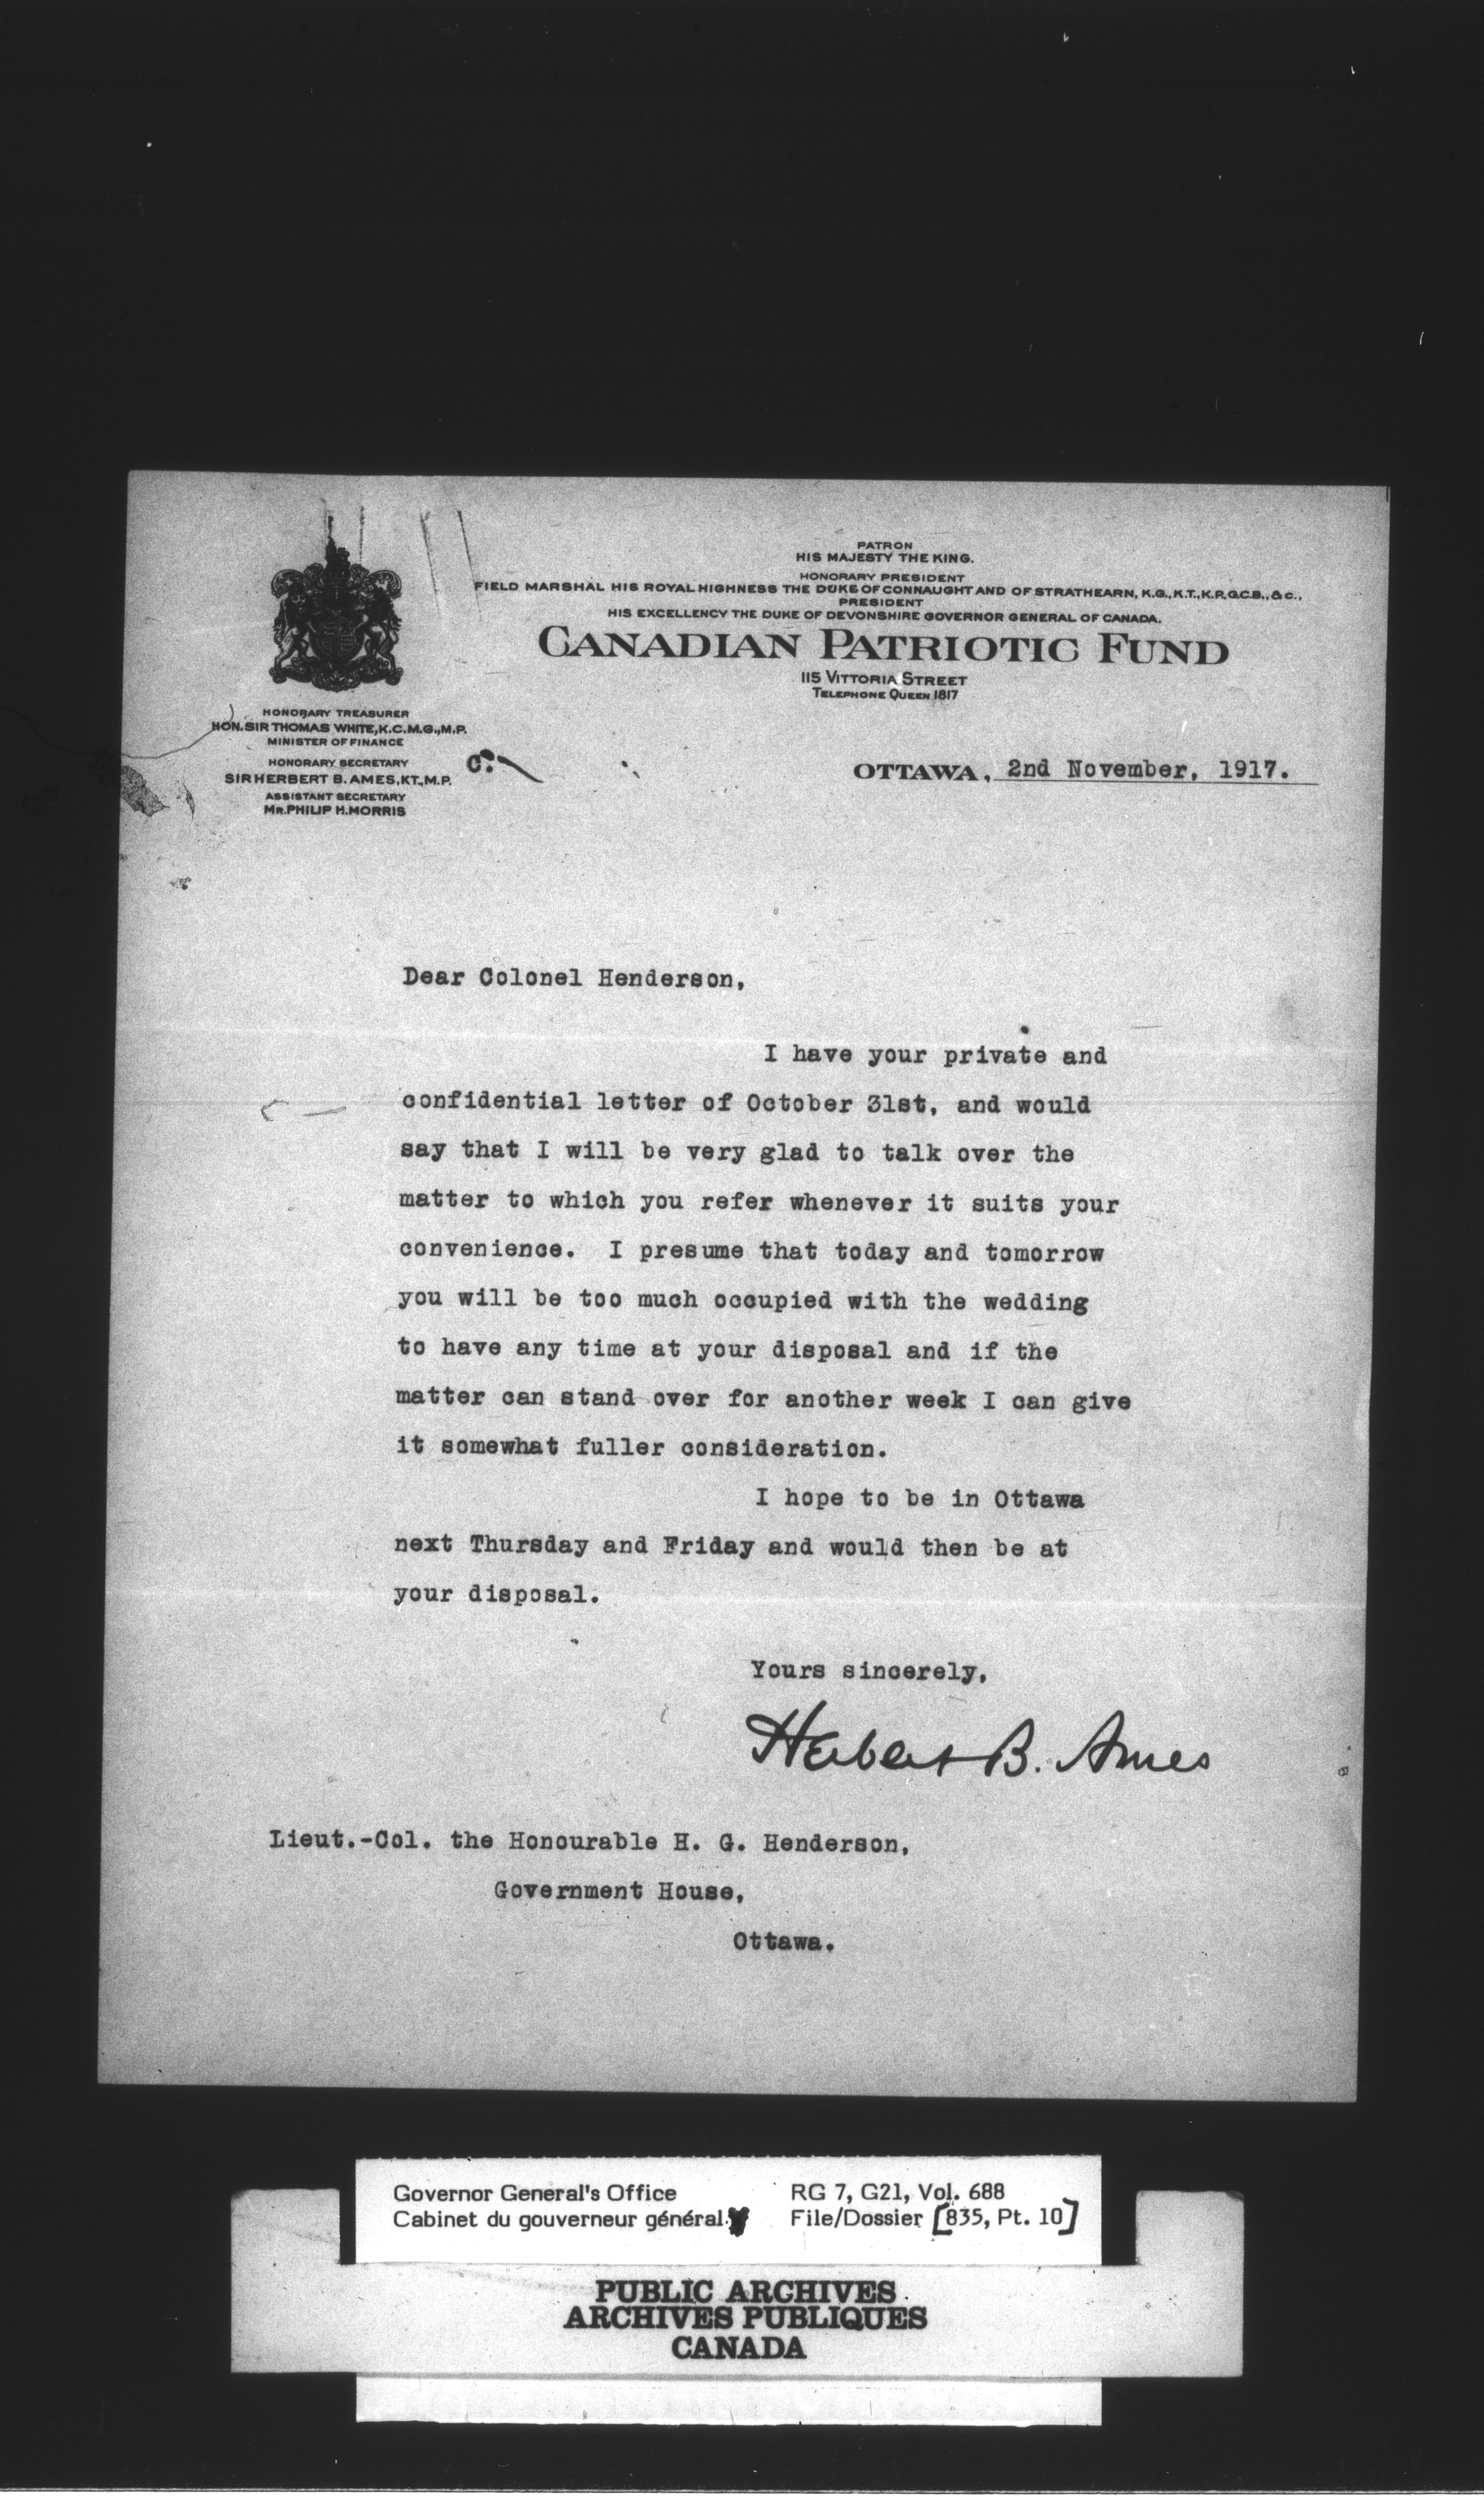 PATRON
HIS MAJESTY THE KING.
HONORARY PRESIDENT
FIELD MARSHAL HIS ROYAL HIGHNESS THE DUKE OF CONNAUGHT AND OF STRATHEARN, K.G., K.T., K.P., G.C.B., &C.,
PRESIDENT
HIS EXCELLENCY THE DUKE OF DEVONSHIRE GOVERNOR GENERAL OF CANADA.
CANADIAN PATRIOTIC FUND
115 VITTORIA STREET
TELEPHONE QUEEN 1817
HONORARY TREASURER
HON. SIR THOMAS WHITE, K.C.M.G., M.P.
MINISTER OF FINANCE
HONORARY SECRETARY
SIR HERBERT B. AMES, KT., M.P.
ASSISTANT SECRETARY
MR. PHILIP H. MORRIS
OTTAWA, 2nd November, 1917.
Dear Colonel Henderson,
I have your private and
confidential letter of October 31st, and would
say that I will be very glad to talk over the
matter to which you refer whenever it suits your
convenience. I presume that today and tomorrow
you will be too much occupied with the wedding
to have any time at your disposal and if the
matter can stand over for another week I can give
it somewhat fuller consideration.
I hope to be in Ottawa
next Thursday and Friday and would then be at
your disposal.
Yours sincerely,
Herbert B. Ames
Lieut.-Col. the Honourable H. G. Henderson,
Government House,
Ottawa.
Governor General's Office
Cabinet du gouverneur général
RG 7, G21, Vol. 688
File/Dossier [835, Pt. 10]
PUBLIC ARCHIVES
ARCHIVES PUBLIQUES
CANADA